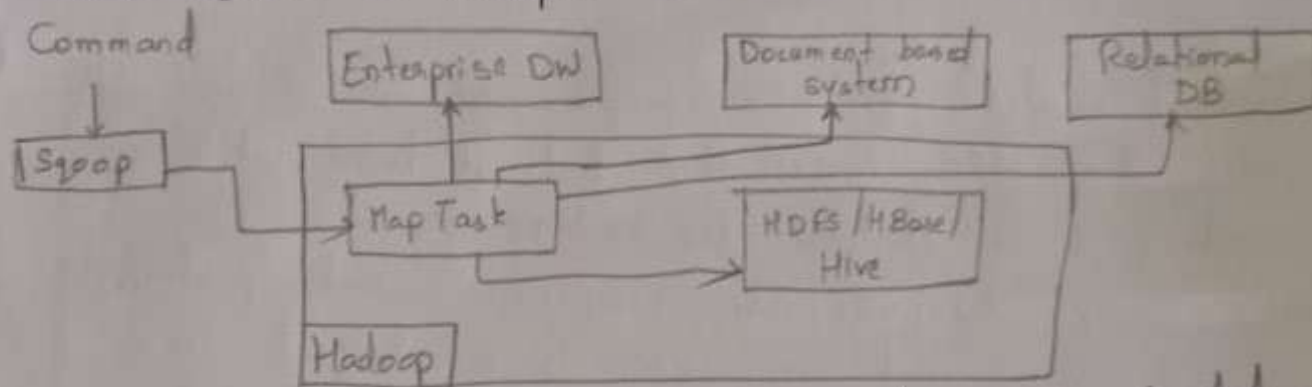 Command
Enterprise DW
Document based
system
Relational
DB
Sqoop
Map Task
HDFS/HBase/
Hive
Hadoop